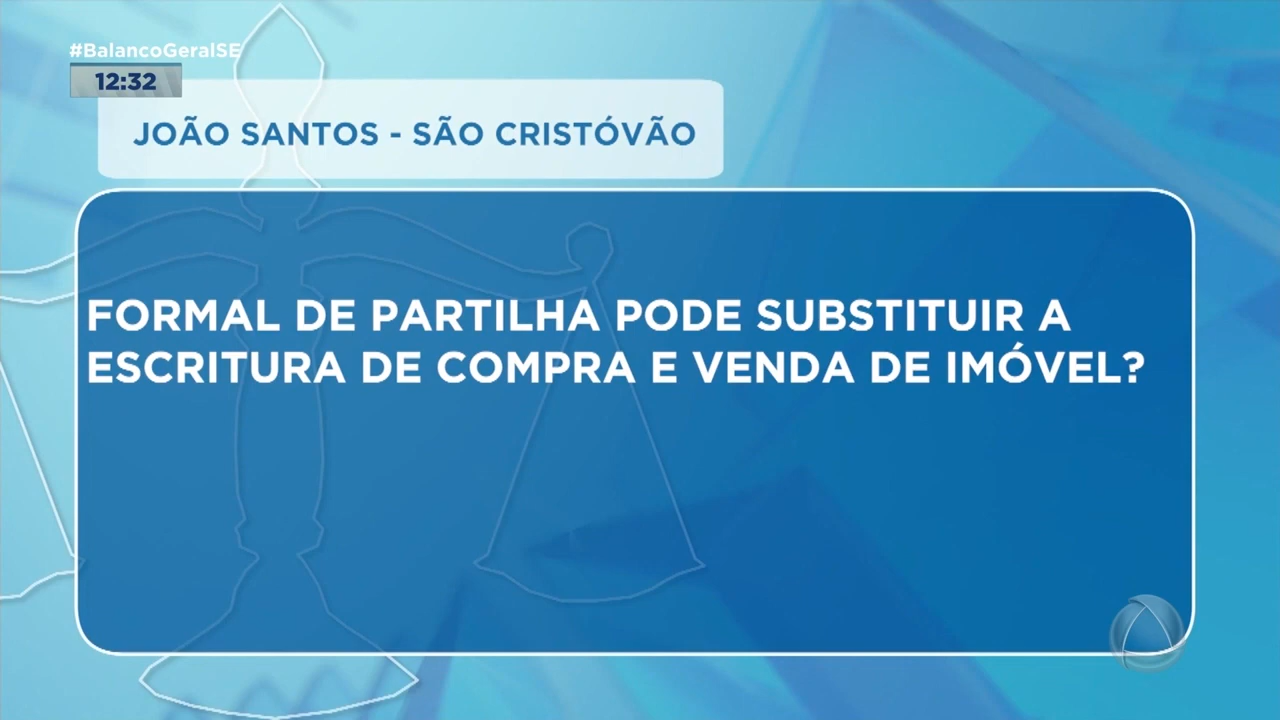 #BalancoGeralSE
12:32
JOÃO SANTOS - SÃO CRISTÓVÃO
FORMAL DE PARTILHA PODE SUBSTITUIR A
ESCRITURA DE COMPRA E VENDA DE IMÓVEL?